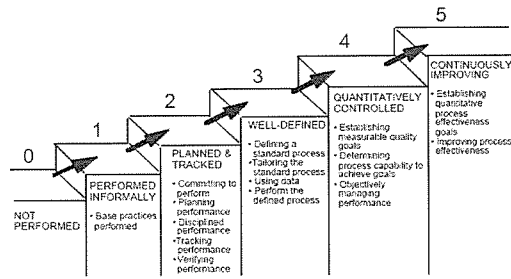 0
NOT
PERFORMED
1
PERFORMED
INFORMALLY
• Base practices
performed
2
PLANNED &
TRACKED
• Committing to
perform
• Planning
performance
• Disciplined
performance
• Tracking
performance
• Verifying
performance
3
WELL-DEFINED
• Defining a
standard process
• Tailoring the
standard process
• Using data
• Perform the
defined process
4
QUANTITATIVELY
CONTROLLED
• Establishing
measurable quality
goals
• Determining
process capability to
achieve goals
• Objectively
managing
performance
5
CONTINUOUSLY
IMPROVING
• Establishing
quantitative
process
effectiveness
goals
• Improving process
effectiveness